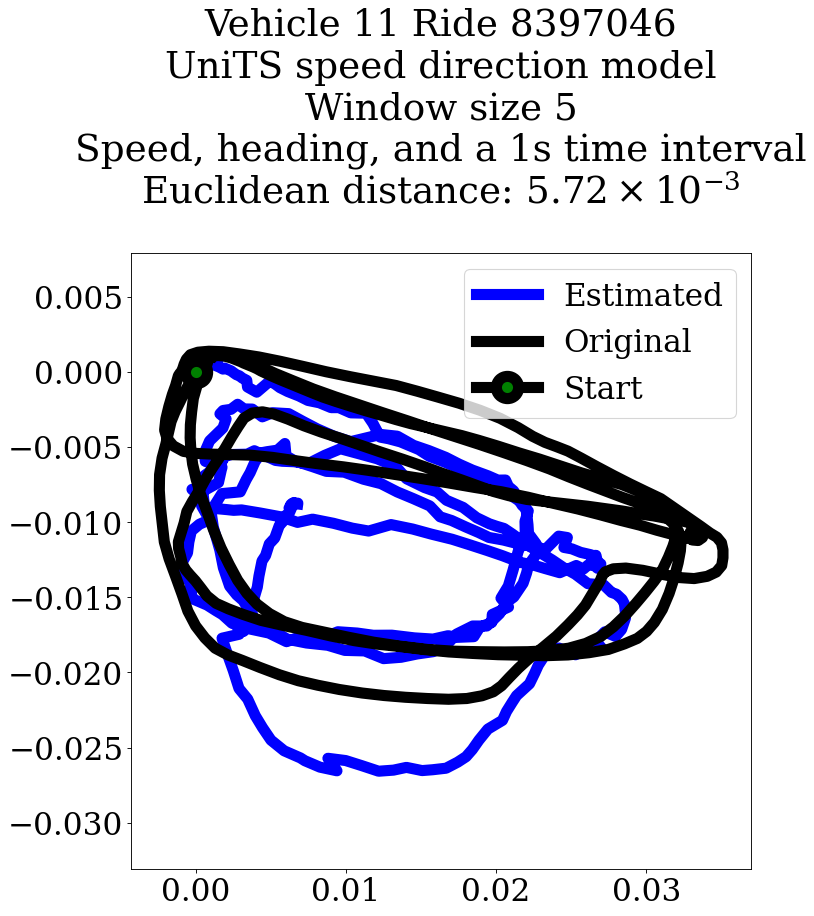 Vehicle 11 Ride 8397046
UniTS speed direction model
Window size 5
Speed, heading, and a 1s time interval
Euclidean distance: 5.72 × 10⁻³
Estimated
Original
Start
0.005
0.000
−0.005
−0.010
−0.015
−0.020
−0.025
−0.030
0.00 0.01 0.02 0.03